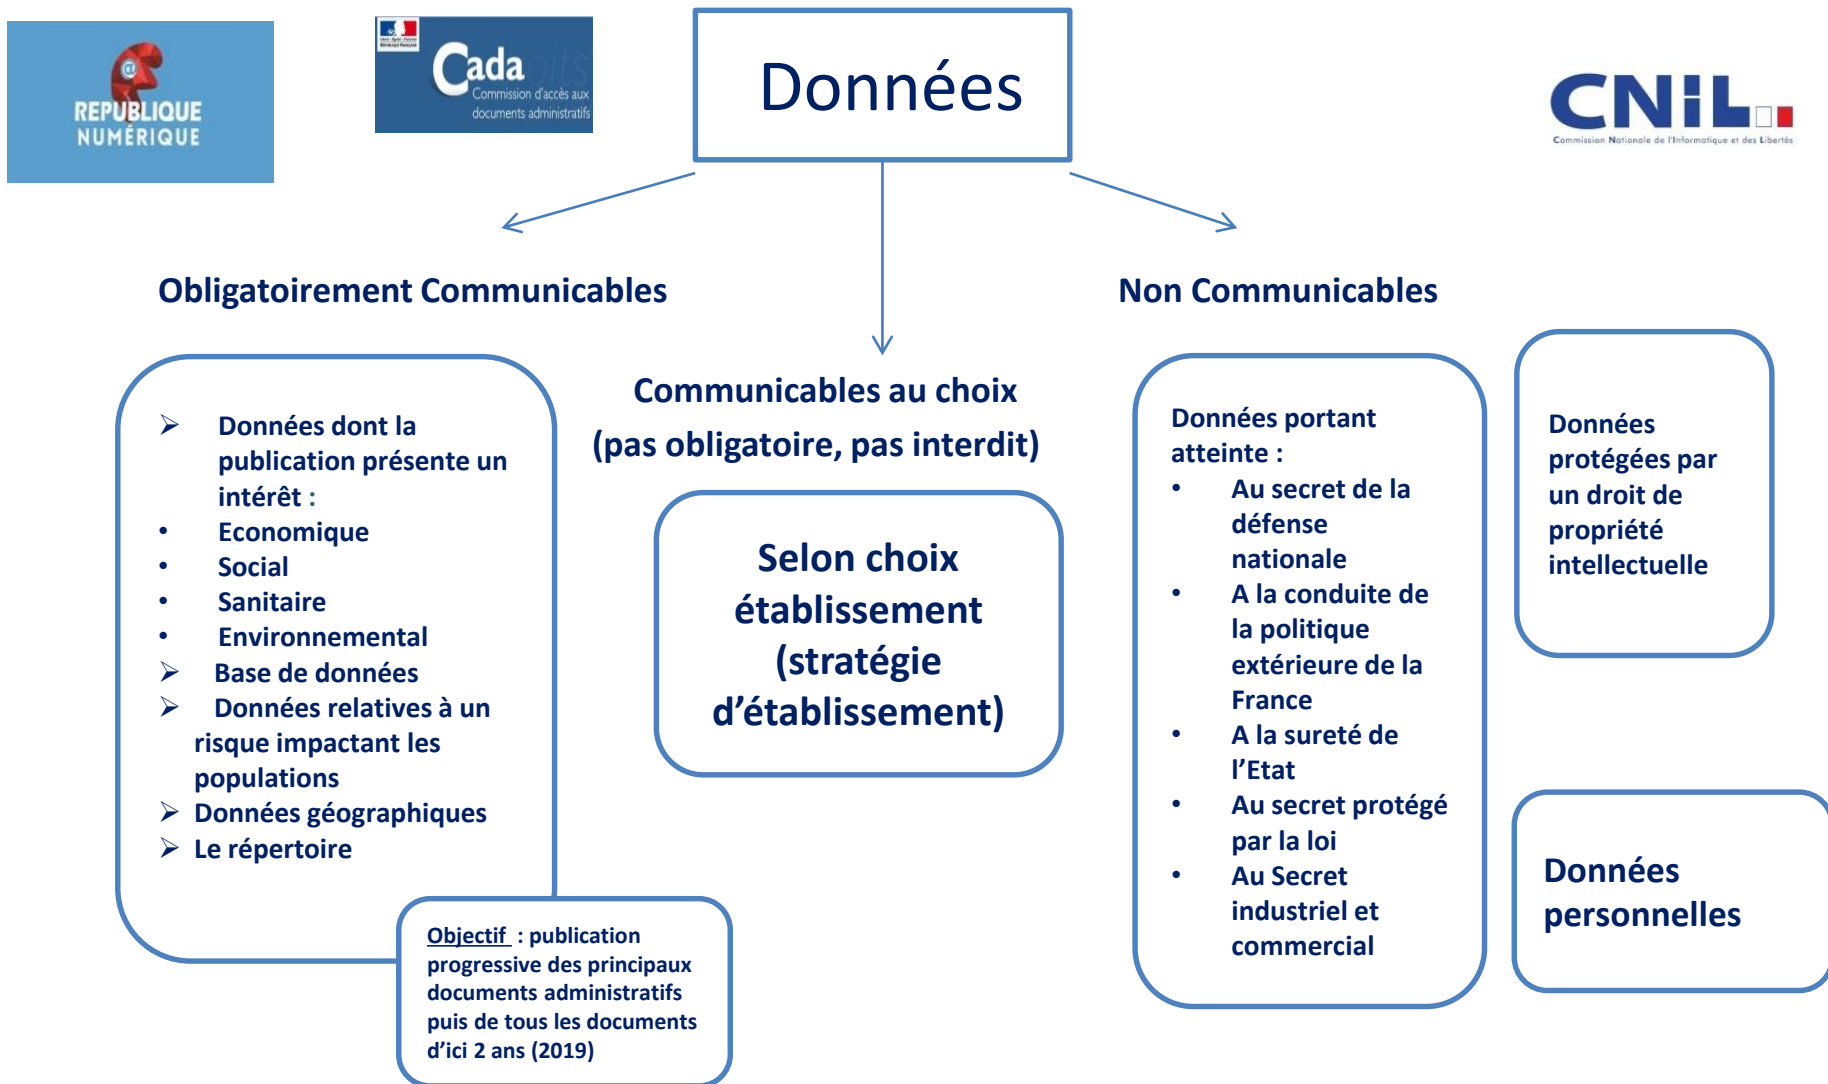 REPUBLIQUE
NUMÉRIQUE
Cada
Commission d'accès aux
documents administratifs
Données
CNIL
Commission Nationale de l'Informatique et des Libertés
Obligatoirement Communicables
➢ Données dont la
publication présente un
intérêt :
• Economique
• Social
• Sanitaire
• Environnemental
➢ Base de données
➢ Données relatives à un
risque impactant les
populations
➢ Données géographiques
➢ Le répertoire
Objectif : publication
progressive des principaux
documents administratifs
puis de tous les documents
d'ici 2 ans (2019)
Communicables au choix
(pas obligatoire, pas interdit)
Selon choix
établissement
(stratégie
d'établissement)
Non Communicables
Données portant
atteinte :
• Au secret de la
défense
nationale
• A la conduite de
la politique
extérieure de la
France
• A la sureté de
l'Etat
• Au secret protégé
par la loi
• Au Secret
industriel et
commercial
Données
protégées par
un droit de
propriété
intellectuelle
Données
personnelles